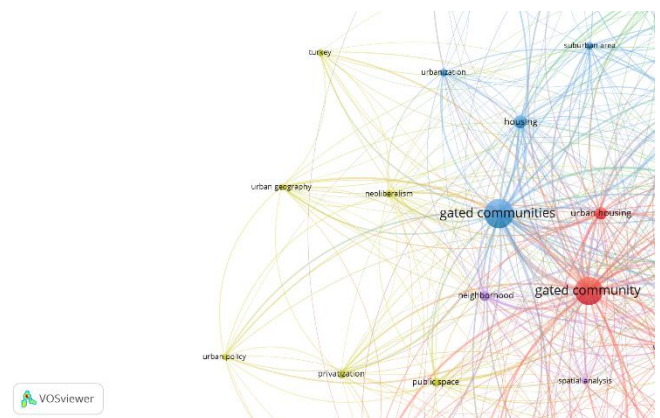 suburban area
turkey
urbanization
housing
urban geography
neoliberalism
gated communities
urban housing
gated community
neighborhood
urban policy
privatization
public space
spatial analysis
VOSviewer